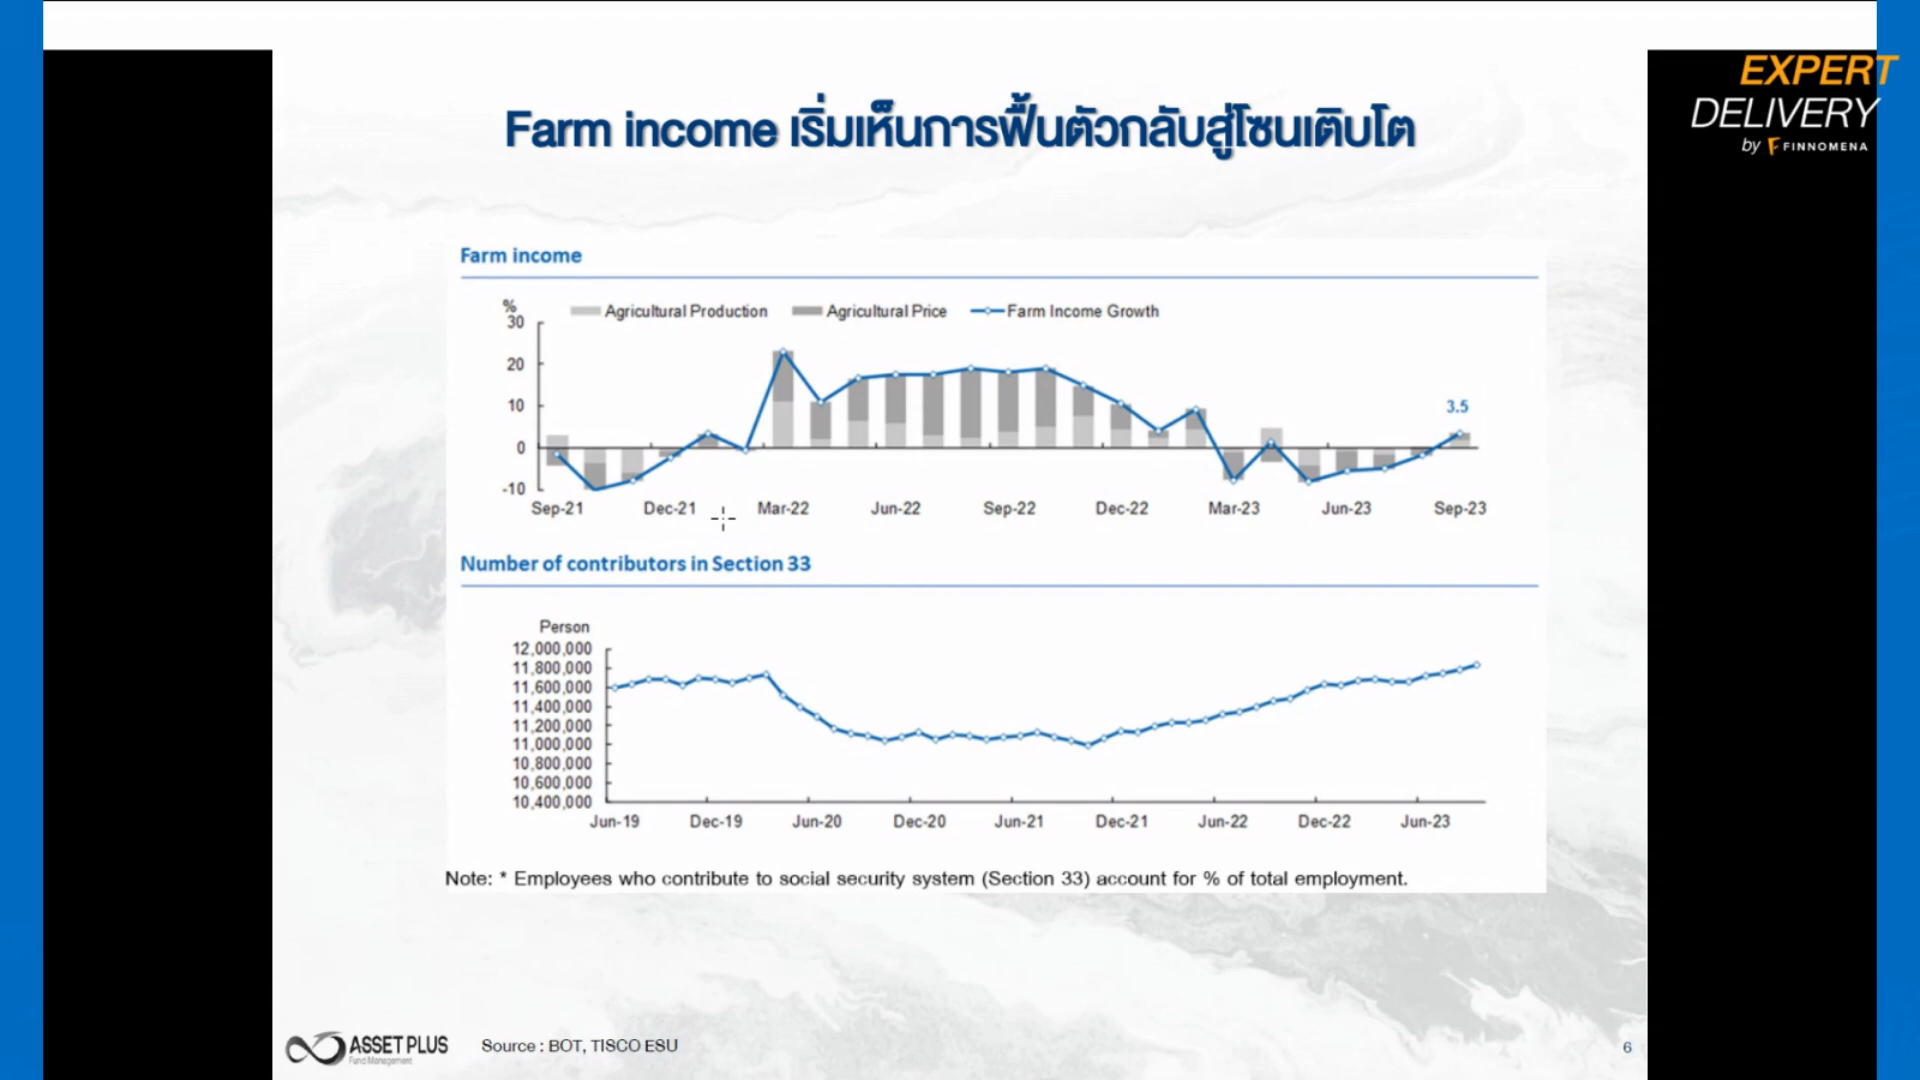 EXPERT
DELIVERY
by FINNOMENA
Farm income เริ่มเห็นการฟื้นตัวกลับสู่โซนเติบโต
Farm income
%
Agricultural Production Agricultural Price Farm Income Growth
30
20
10
0
-10
3.5
Sep-21 Dec-21 Mar-22 Jun-22 Sep-22 Dec-22 Mar-23 Jun-23 Sep-23
Number of contributors in Section 33
Person
12,000,000
11,800,000
11,600,000
11,400,000
11,200,000
11,000,000
10,800,000
10,600,000
10,400,000
Jun-19 Dec-19 Jun-20 Dec-20 Jun-21 Dec-21 Jun-22 Dec-22 Jun-23
Note: * Employees who contribute to social security system (Section 33) account for % of total employment.
ASSET PLUS
Fund Management
Source : BOT, TISCO ESU
6